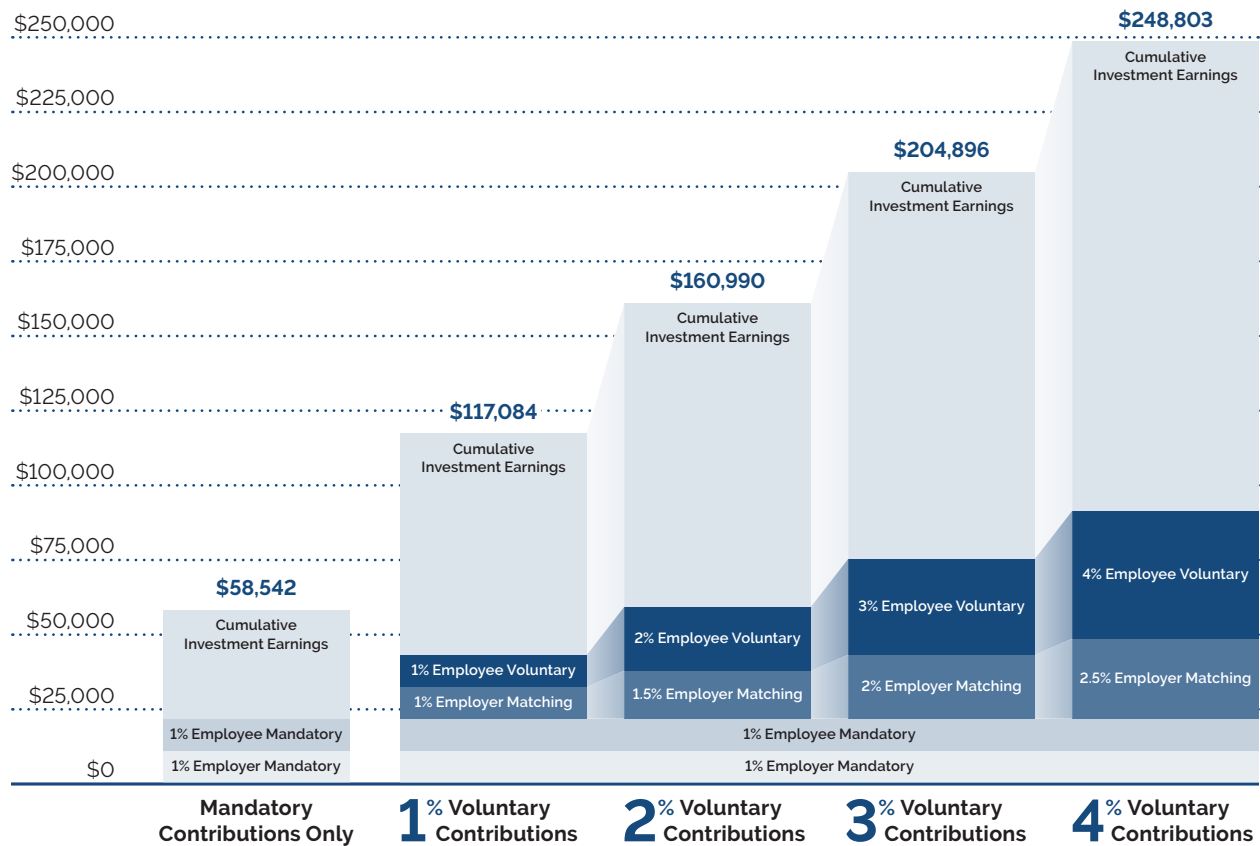 $250,000
$225,000
$200,000
$175,000
$150,000
$125,000
$100,000
$75,000
$50,000
$25,000
$0
$58,542
Cumulative
Investment Earnings
1% Employee Mandatory
1% Employer Mandatory
$117,084
Cumulative
Investment Earnings
1% Employee Voluntary
1% Employer Matching
$160,990
Cumulative
Investment Earnings
2% Employee Voluntary
1.5% Employer Matching
$204,896
Cumulative
Investment Earnings
3% Employee Voluntary
2% Employer Matching
$248,803
Cumulative
Investment Earnings
4% Employee Voluntary
2.5% Employer Matching
1% Employee Mandatory
1% Employer Mandatory
Mandatory
Contributions Only
1% Voluntary
Contributions
2% Voluntary
Contributions
3% Voluntary
Contributions
4% Voluntary
Contributions